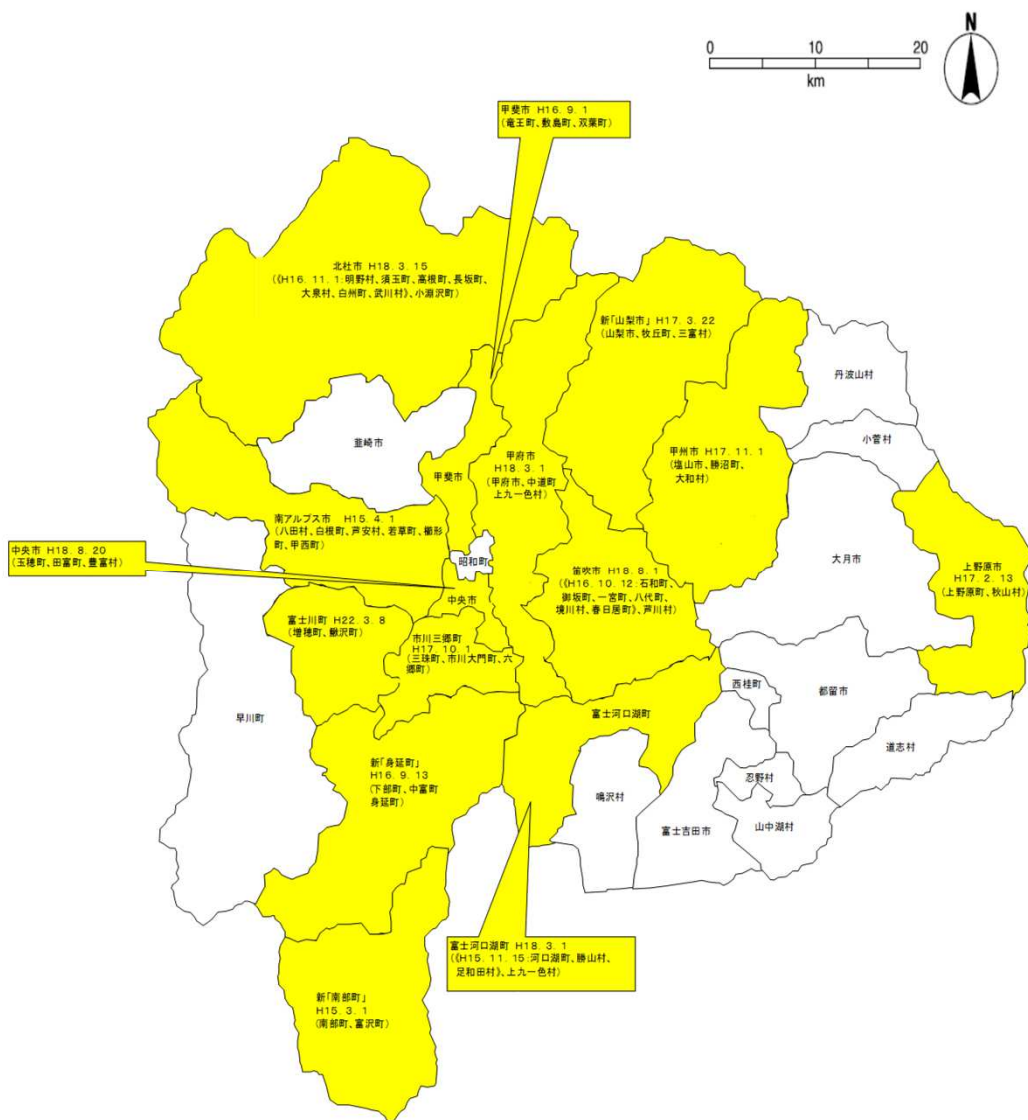 N
0 10 20
km
甲斐市 H16.9.1
(竜王町、敷島町、双葉町)
北杜市 H18.3.15
(《H16.11.1:明野村、須玉町、高根町、長坂町、
大泉村、白州町、武川村》、小淵沢町)
新「山梨市」 H17.3.22
(山梨市、牧丘町、三富村)
丹波山村
小菅村
韮崎市
甲斐市
甲府市
H18.3.1
(甲府市、中道町
上九一色村)
甲州市 H17.11.1
(塩山市、勝沼町、
大和村)
南アルプス市 H15.4.1
(八田村、白根町、芦安村、若草町、櫛形
町、甲西町)
中央市 H18.8.20
(玉穂町、田富町、豊富村)
昭和町
笛吹市 H18.8.1
(《H16.10.12:石和町、
御坂町、一宮町、八代町、
境川村、春日居町》、芦川村)
大月市
上野原市
H17.2.13
(上野原町、秋山村)
中央市
富士川町 H22.3.8
(増穂町、鰍沢町)
市川三郷町
H17.10.1
(三珠町、市川大門町、六
郷町)
西桂町
都留市
早川町
富士河口湖町
道志村
新「身延町」
H16.9.13
(下部町、中富町
身延町)
鳴沢村
忍野村
富士吉田市
山中湖村
富士河口湖町 H18.3.1
(《H15.11.15:河口湖町、勝山村、
足和田村》、上九一色村)
新「南部町」
H15.3.1
(南部町、富沢町)